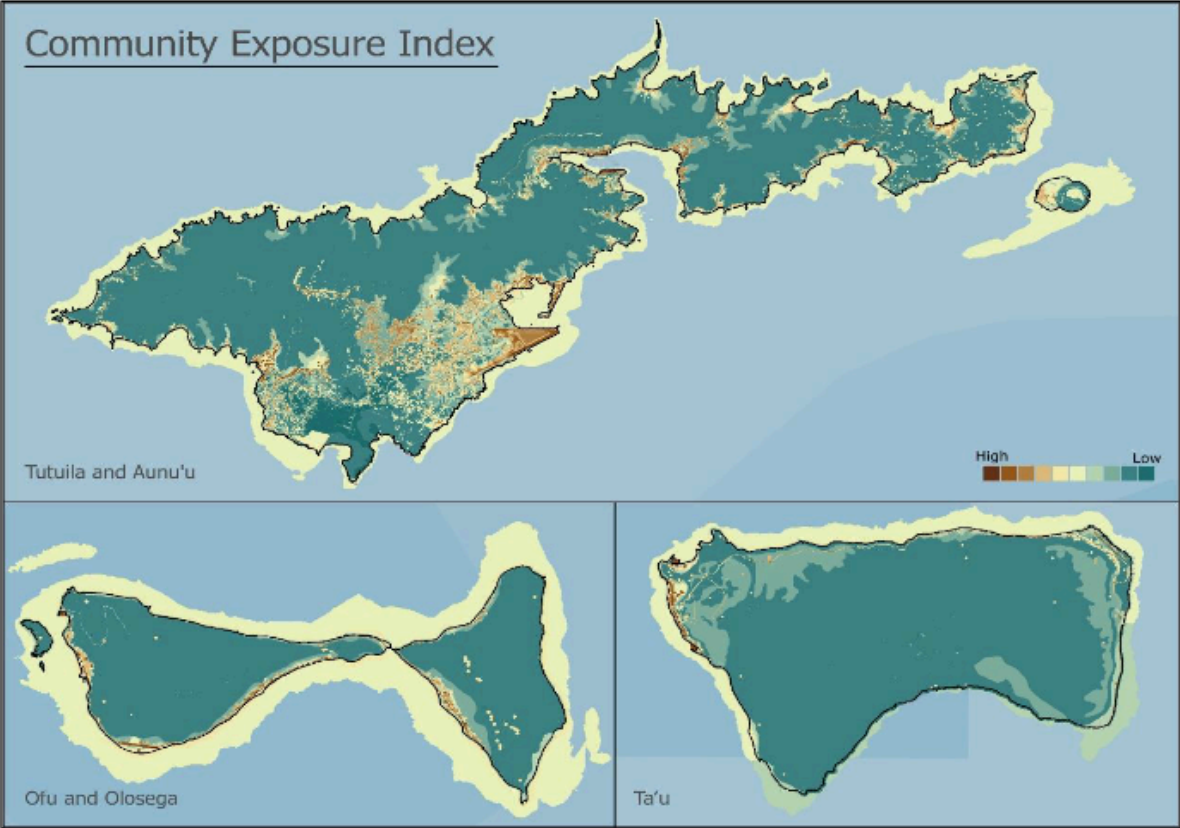 Community Exposure Index
High Low
Tutuila and Aunu'u
Ofu and Olosega
Ta'u